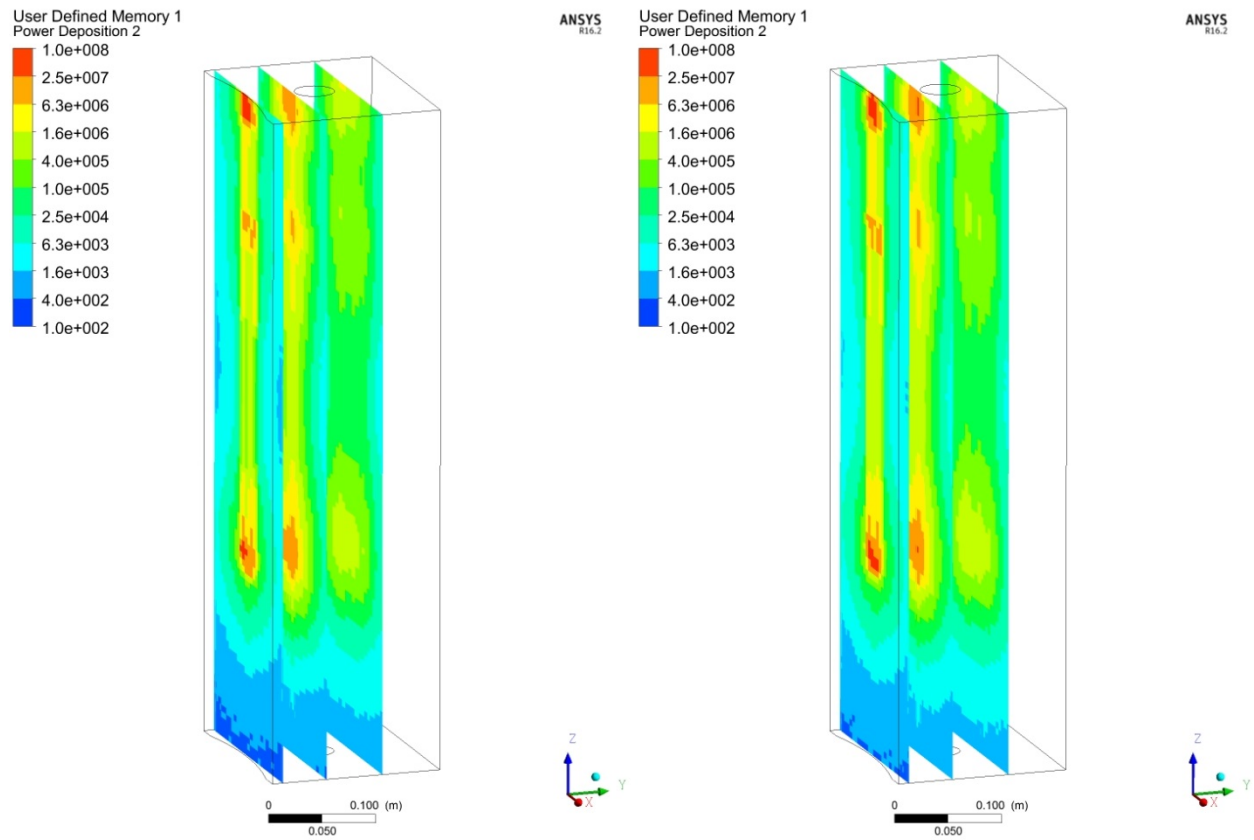 User Defined Memory 1
Power Deposition 2
1.0e+008
2.5e+007
6.3e+006
1.6e+006
4.0e+005
1.0e+005
2.5e+004
6.3e+003
1.6e+003
4.0e+002
1.0e+002
ANSYS
R16.2
Z
Y
X
0 0.100 (m)
0.050
User Defined Memory 1
Power Deposition 2
1.0e+008
2.5e+007
6.3e+006
1.6e+006
4.0e+005
1.0e+005
2.5e+004
6.3e+003
1.6e+003
4.0e+002
1.0e+002
ANSYS
R16.2
Z
Y
X
0 0.100 (m)
0.050